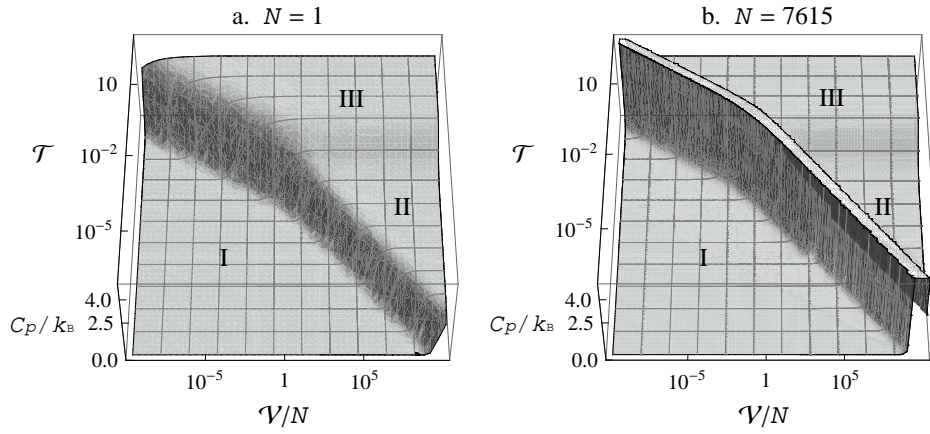 a. N = 1
b. N = 7615
10
III
𝒯
10⁻²
II
10⁻⁵
I
4.0
Cp / kB
2.5
0.0
10⁻⁵
1
10⁵
𝒱/N
10
III
𝒯
10⁻²
II
10⁻⁵
I
4.0
Cp / kB
2.5
0.0
10⁻⁵
1
10⁵
𝒱/N